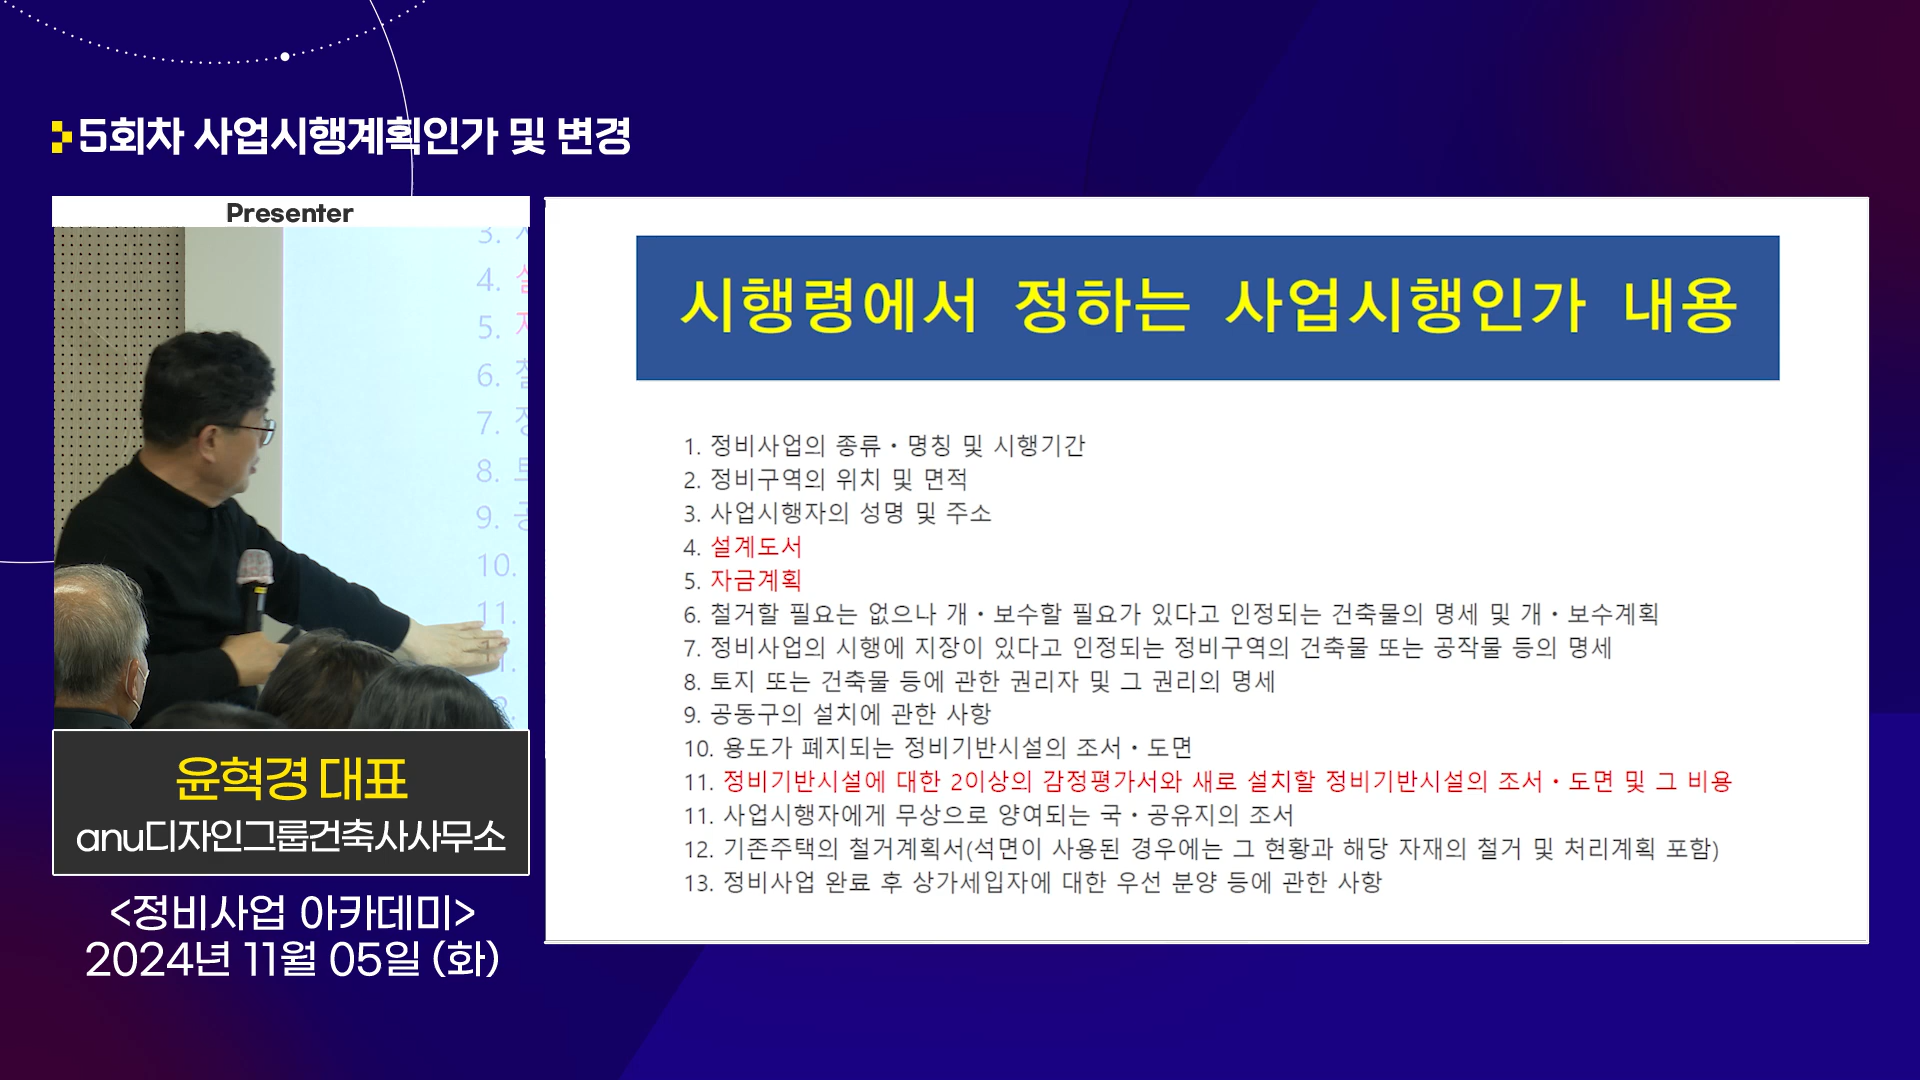 5회차 사업시행계획인가 및 변경
Presenter
3.
4.
5.
6.
7.
8.
9.
10.
11.
윤혁경 대표
anu디자인그룹건축사사무소
<정비사업 아카데미>
2024년 11월 05일 (화)
시행령에서 정하는 사업시행인가 내용
1. 정비사업의 종류·명칭 및 시행기간
2. 정비구역의 위치 및 면적
3. 사업시행자의 성명 및 주소
4. 설계도서
5. 자금계획
6. 철거할 필요는 없으나 개·보수할 필요가 있다고 인정되는 건축물의 명세 및 개·보수계획
7. 정비사업의 시행에 지장이 있다고 인정되는 정비구역의 건축물 또는 공작물 등의 명세
8. 토지 또는 건축물 등에 관한 권리자 및 그 권리의 명세
9. 공동구의 설치에 관한 사항
10. 용도가 폐지되는 정비기반시설의 조서·도면
11. 정비기반시설에 대한 2이상의 감정평가서와 새로 설치할 정비기반시설의 조서·도면 및 그 비용
11. 사업시행자에게 무상으로 양여되는 국·공유지의 조서
12. 기존주택의 철거계획서(석면이 사용된 경우에는 그 현황과 해당 자재의 철거 및 처리계획 포함)
13. 정비사업 완료 후 상가세입자에 대한 우선 분양 등에 관한 사항